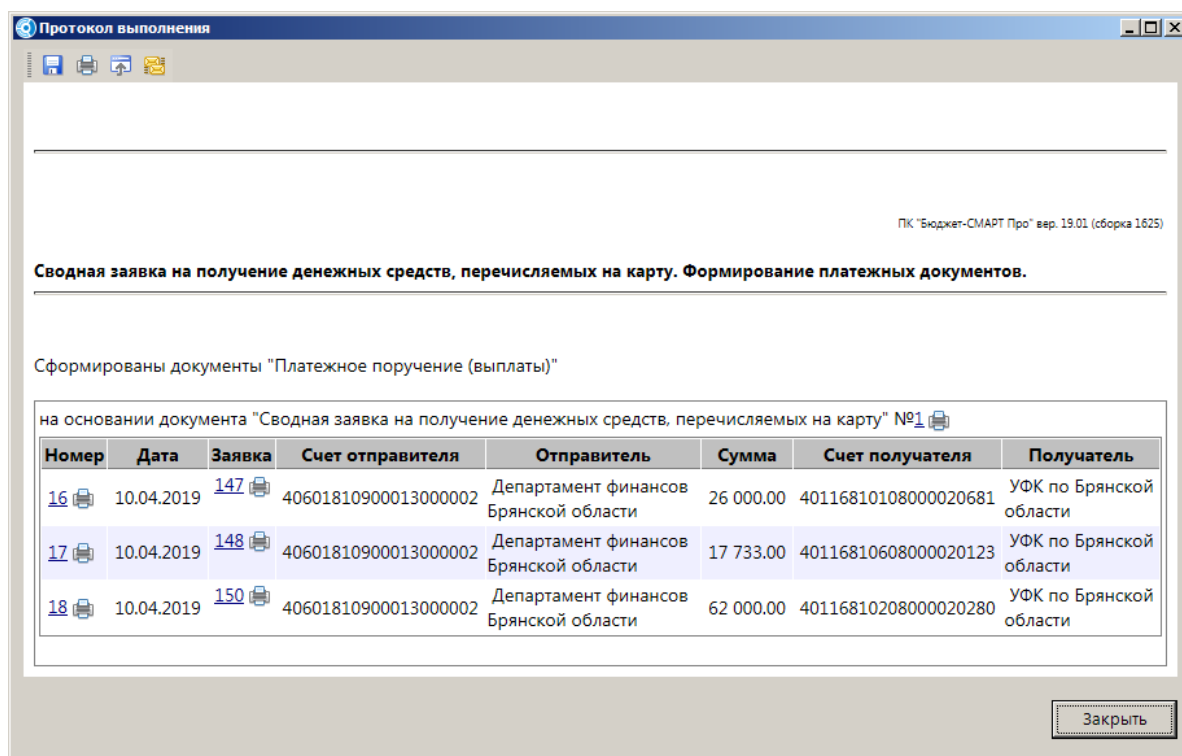 Протокол выполнения
ПК "Бюджет-СМАРТ Про" вер. 19.01 (сборка 1625)
Сводная заявка на получение денежных средств, перечисляемых на карту. Формирование платежных документов.
Сформированы документы "Платежное поручение (выплаты)"
на основании документа "Сводная заявка на получение денежных средств, перечисляемых на карту" №1
Номер Дата Заявка Счет отправителя Отправитель Сумма Счет получателя Получатель
16 10.04.2019 147 40601810900013000002 Департамент финансов Брянской области 26 000.00 40116810108000020681 УФК по Брянской области
17 10.04.2019 148 40601810900013000002 Департамент финансов Брянской области 17 733.00 40116810608000020123 УФК по Брянской области
18 10.04.2019 150 40601810900013000002 Департамент финансов Брянской области 62 000.00 40116810208000020280 УФК по Брянской области
Закрыть